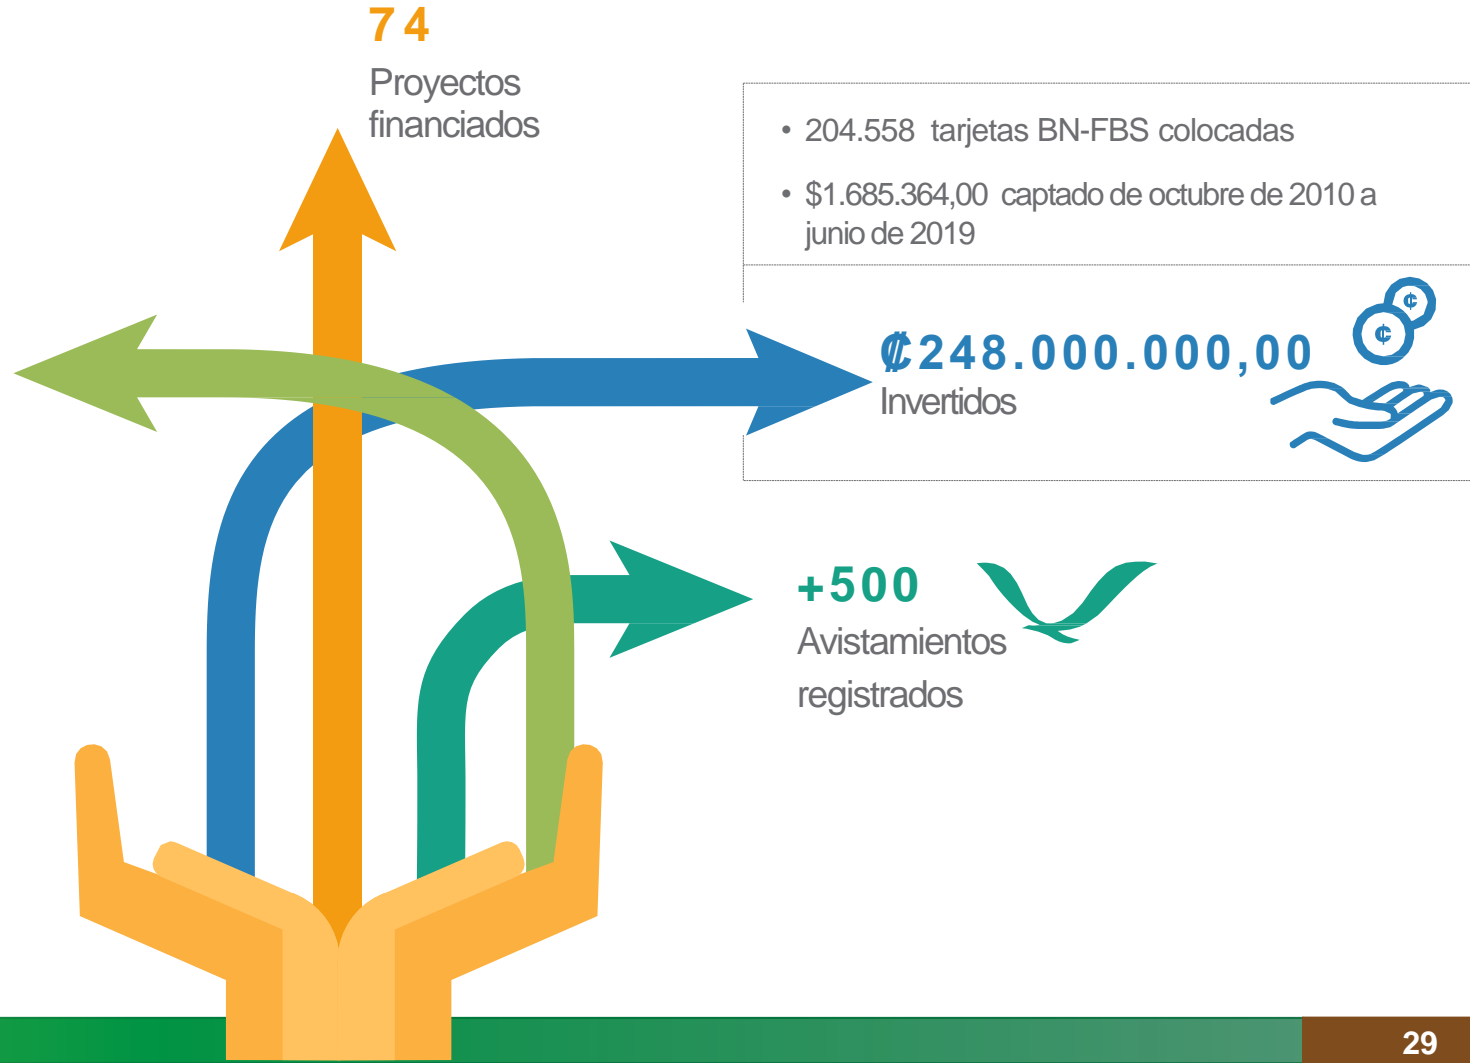 74
Proyectos
financiados
• 204.558 tarjetas BN-FBS colocadas
• $1.685.364,00 captado de octubre de 2010 a
junio de 2019
₡248.000.000,00
Invertidos
¢
¢
+500
Avistamientos
registrados
29